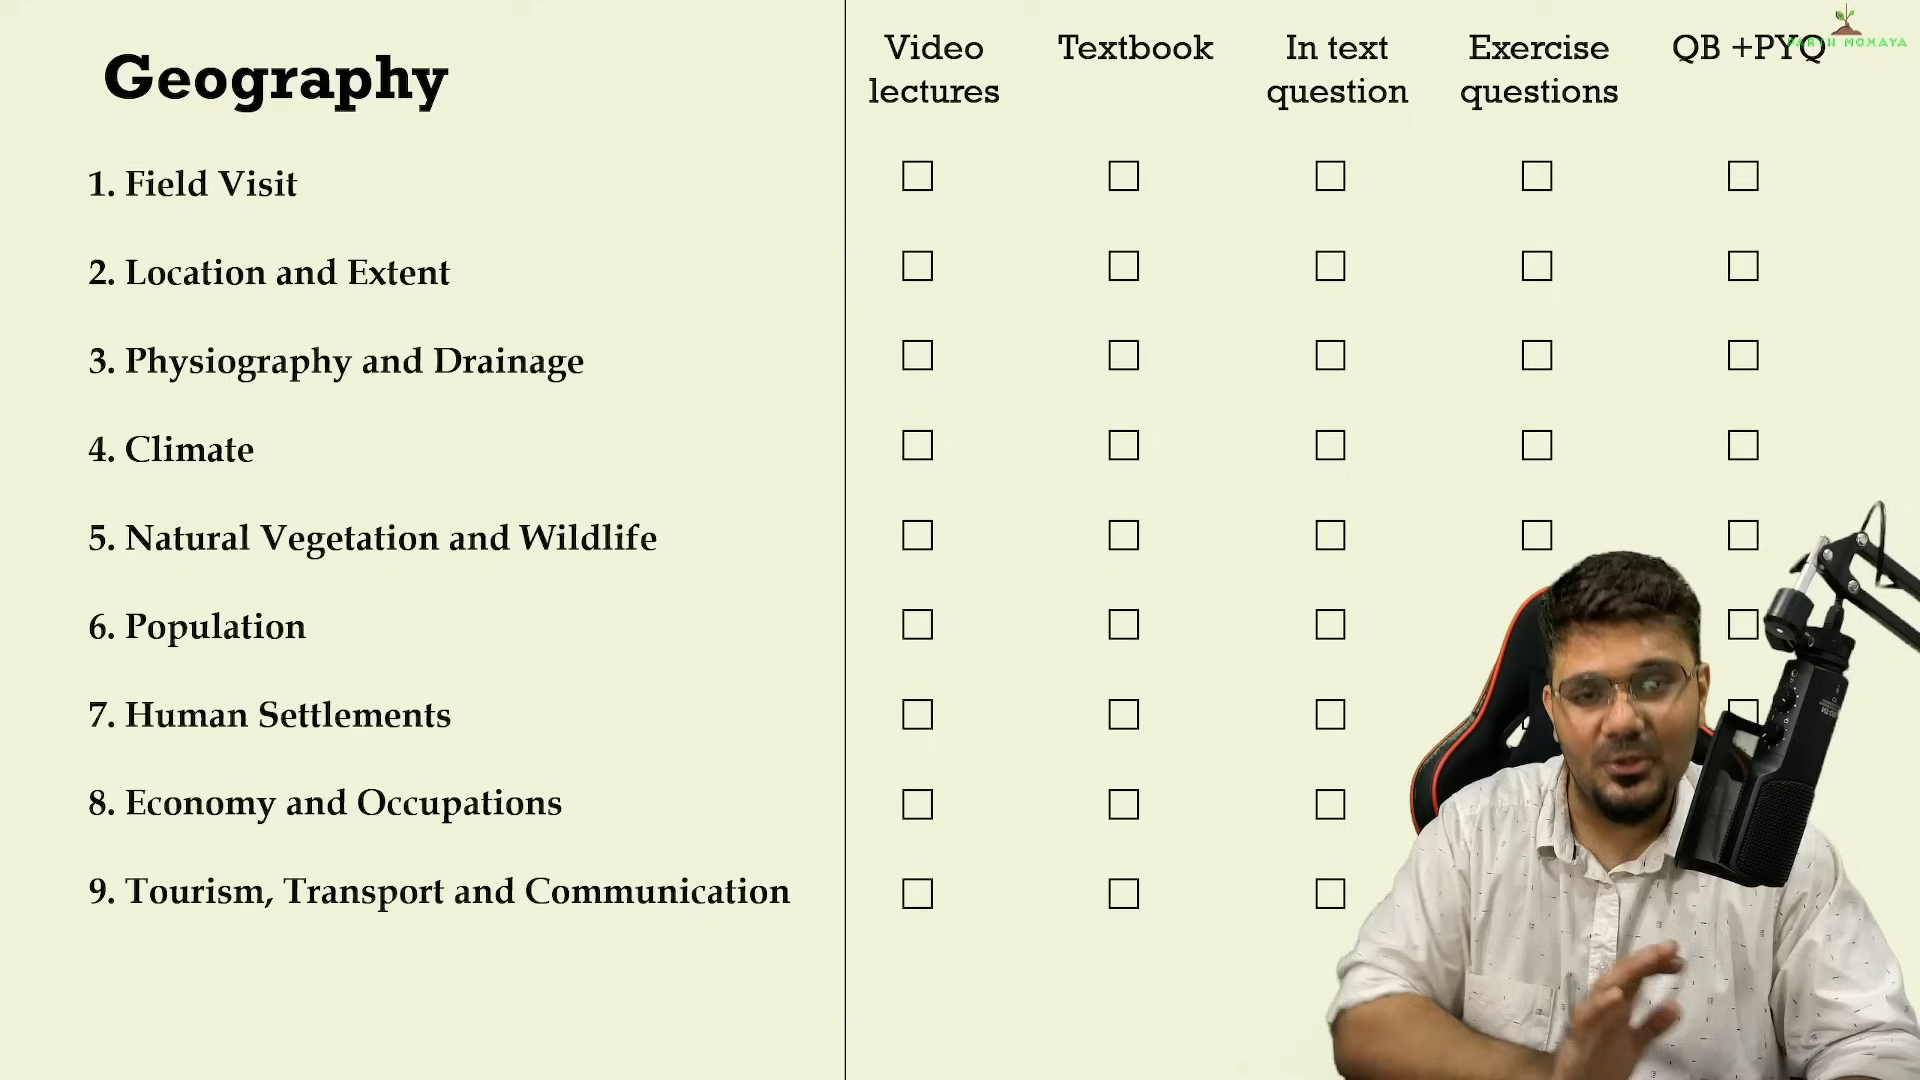 Geography
Video
lectures
Textbook
In text
question
Exercise
questions
QB +PYQ
PARTH MOMAYA
1. Field Visit
2. Location and Extent
3. Physiography and Drainage
4. Climate
5. Natural Vegetation and Wildlife
6. Population
7. Human Settlements
8. Economy and Occupations
9. Tourism, Transport and Communication